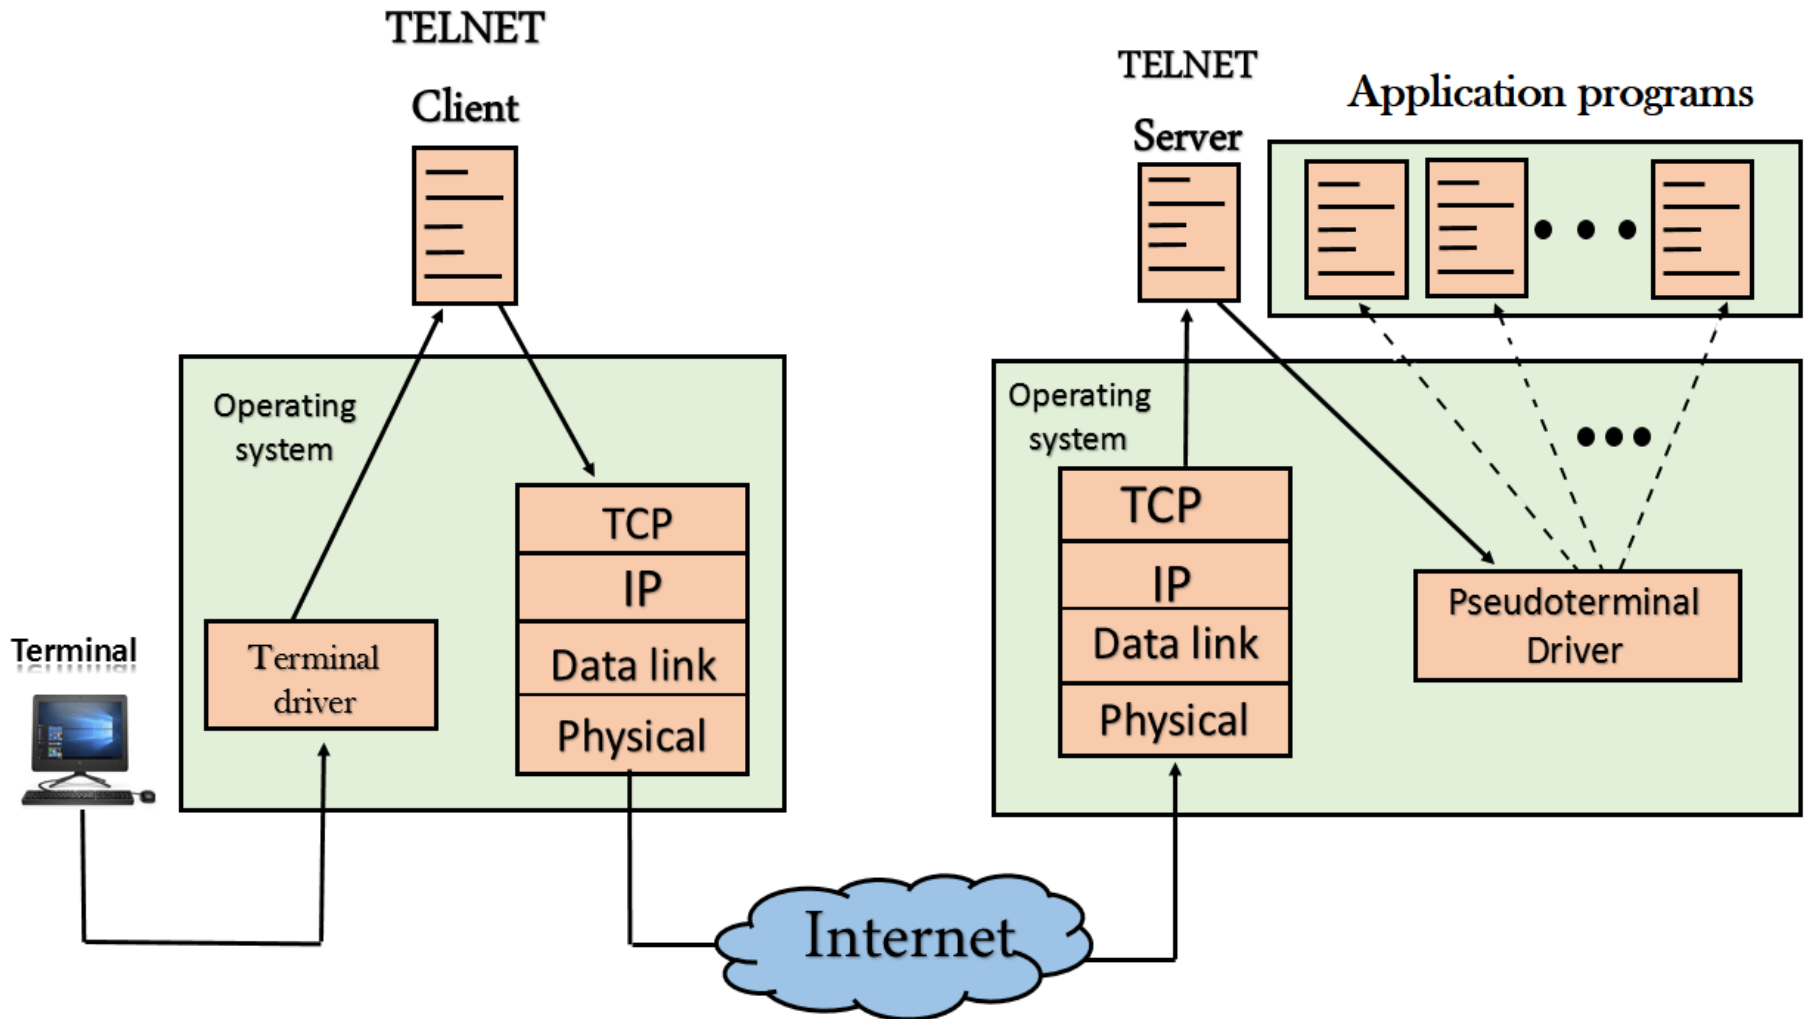 TELNET
Client
TELNET
Server
Application programs
Operating
system
TCP
IP
Data link
Physical
Terminal
driver
Terminal
Operating
system
TCP
IP
Data link
Physical
Pseudoterminal
Driver
Internet